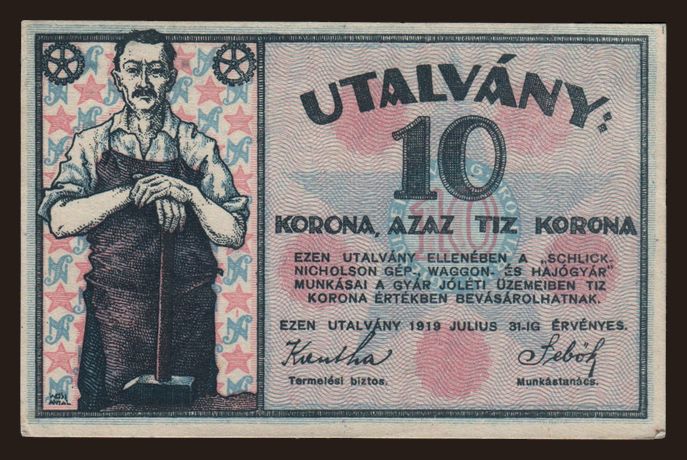 UTALVÁNY:
10
KORONA, AZAZ TIZ KORONA
EZEN UTALVÁNY ELLENÉBEN A „SCHLICK-
NICHOLSON GÉP-, WAGGON- ÉS HAJÓGYÁR"
MUNKÁSAI A GYÁR JÓLÉTI ÜZEMEIBEN TIZ
KORONA ÉRTÉKBEN BEVÁSÁROLHATNAK.
EZEN UTALVÁNY 1919 JULIUS 31-IG ÉRVÉNYES.
Kuntha Sebők
Termelési biztos. Munkástanács.
ANTAL